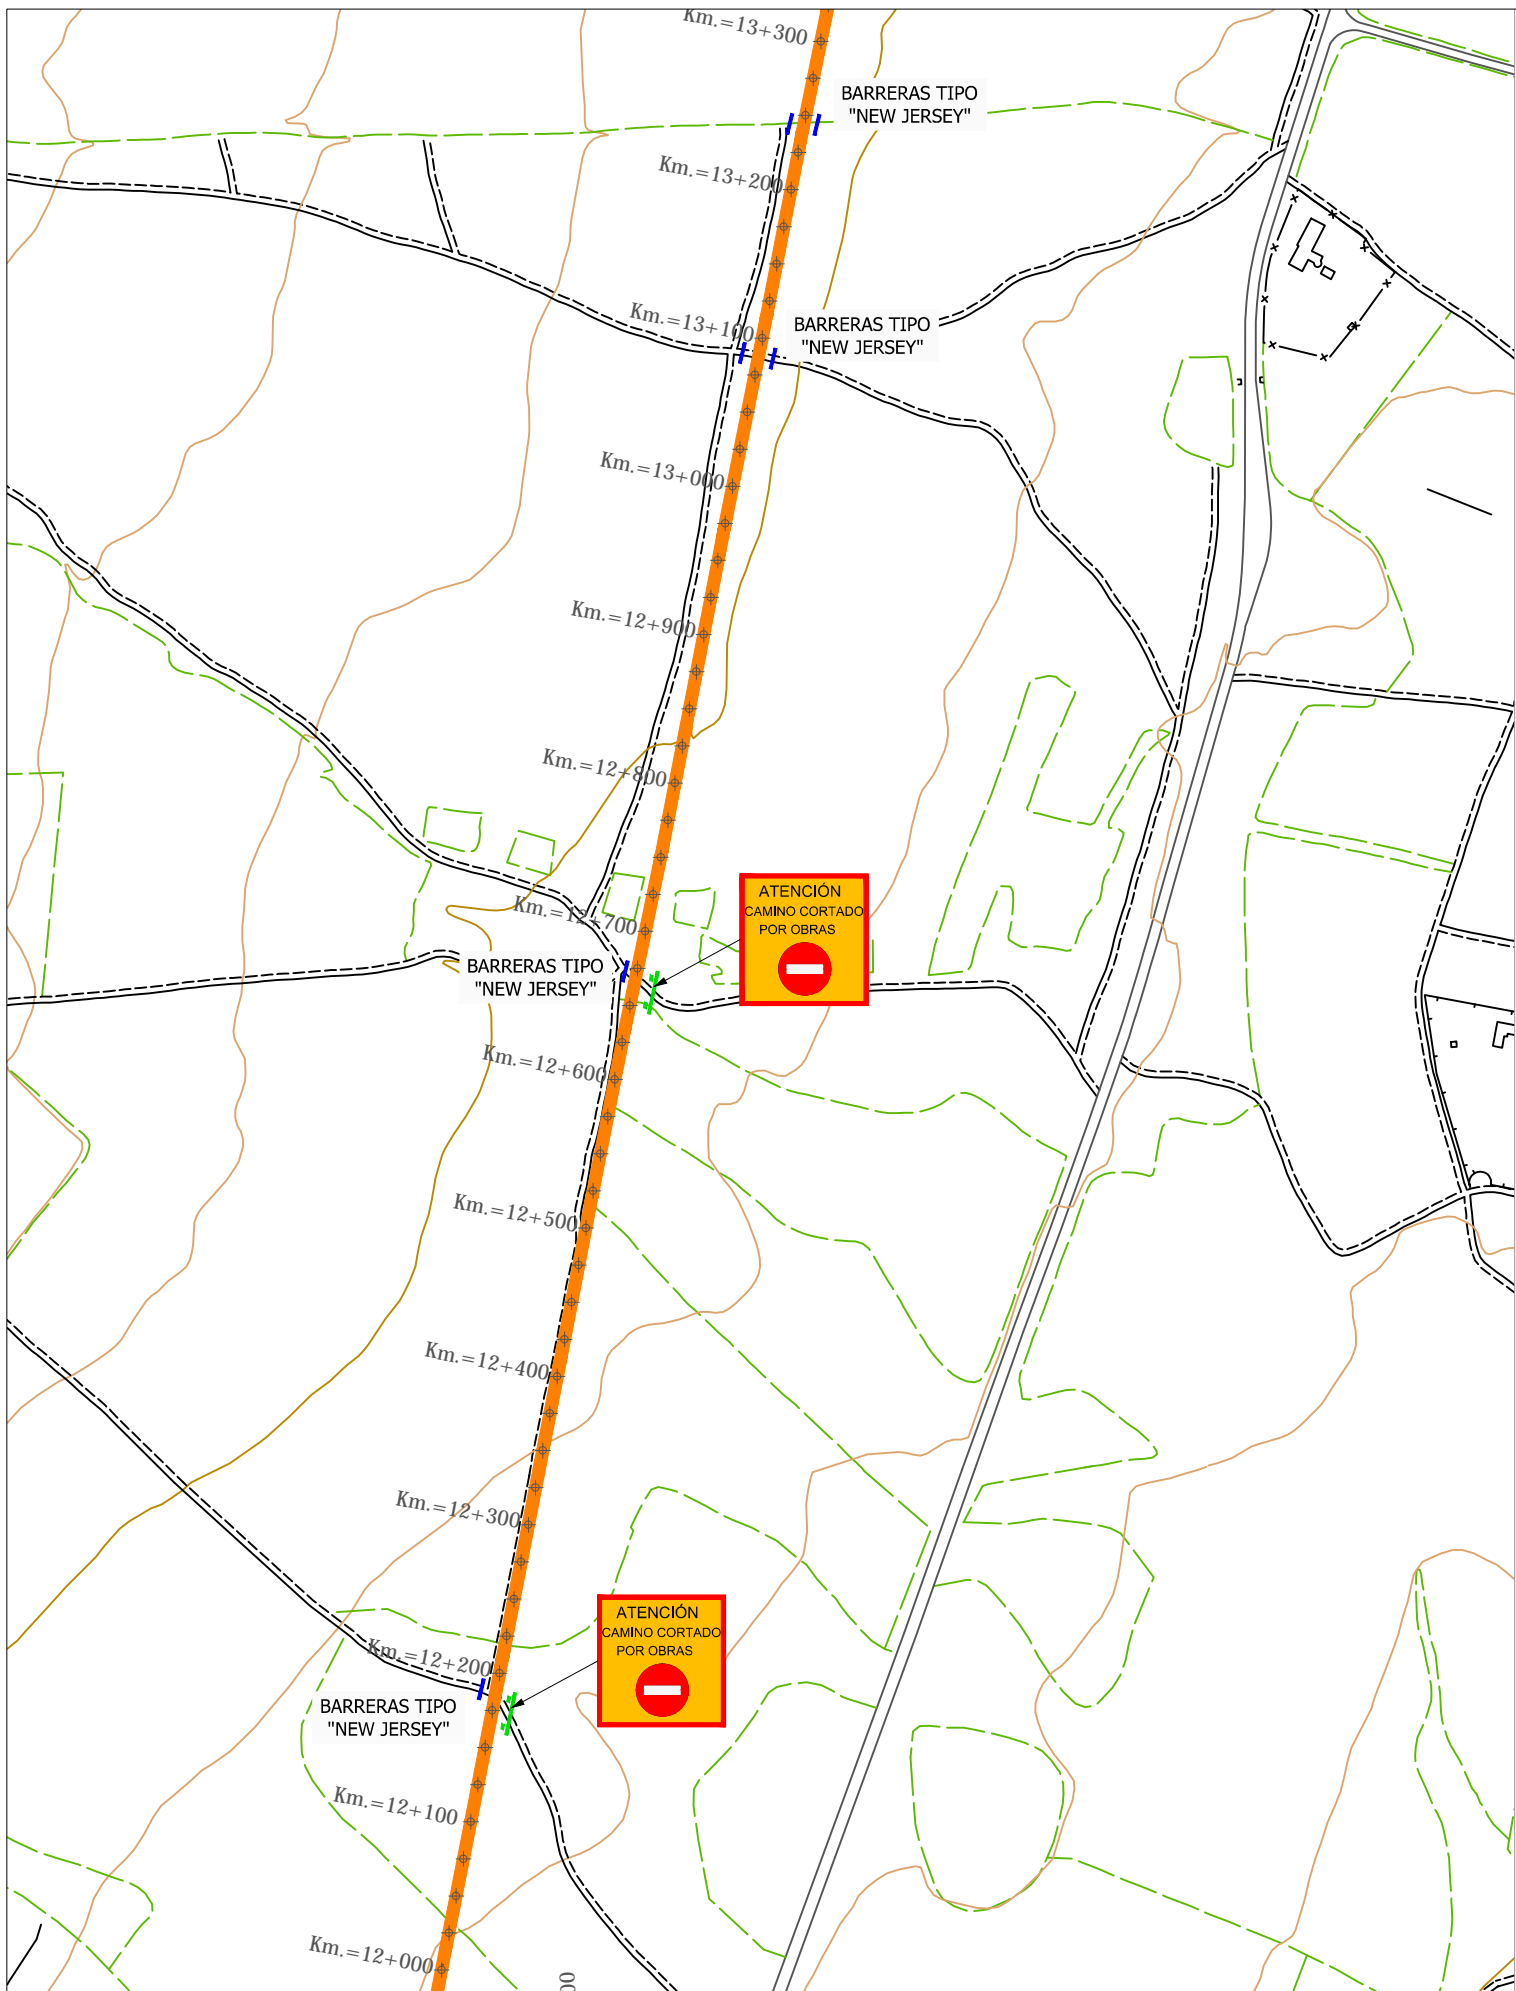 Km.=13+300
BARRERAS TIPO
"NEW JERSEY"
Km.=13+200
Km.=13+100
BARRERAS TIPO
"NEW JERSEY"
Km.=13+000
Km.=12+900
Km.=12+800
ATENCIÓN
CAMINO CORTADO
POR OBRAS
Km.=12+700
BARRERAS TIPO
"NEW JERSEY"
Km.=12+600
Km.=12+500
Km.=12+400
Km.=12+300
ATENCIÓN
CAMINO CORTADO
POR OBRAS
Km.=12+200
BARRERAS TIPO
"NEW JERSEY"
Km.=12+100
Km.=12+000